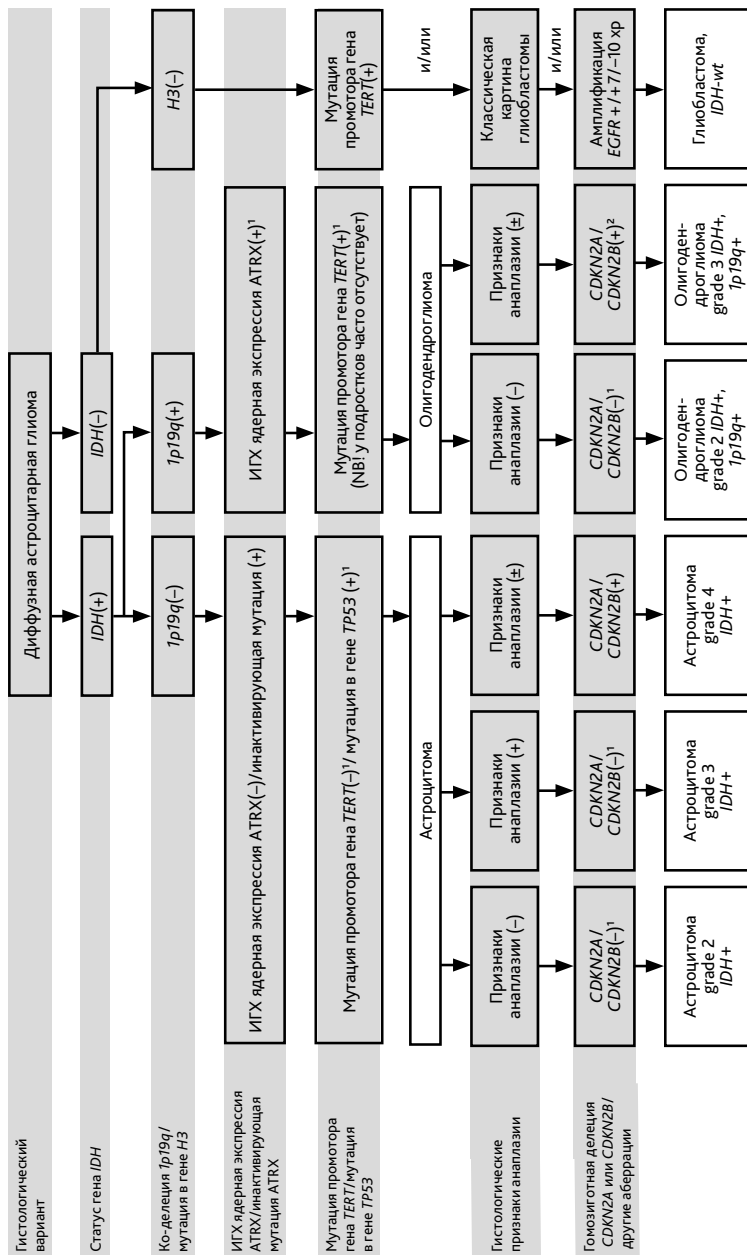 Гистологический
вариант
Диффузная астроцитарная глиома
Статус гена IDH
IDH(+)
IDH(–)
Ко-делеция 1p19q/
мутация в гене H3
1p19q(–)
1p19q(+)
H3(–)
ИГХ ядерная экспрессия
ATRX/инактивирующая
мутация ATRX
ИГХ ядерная экспрессия ATRX(–)/инактивирующая мутация (+)
ИГХ ядерная экспрессия ATRX(+)¹
Мутация промотора
гена TERT/мутация
в гене TP53
Мутация промотора гена TERT(–)¹/ мутация в гене TP53 (+)¹
Мутация промотора гена TERT(+)¹
(NB! у подростков часто отсутствует)
Мутация
промотора гена
TERT(+)
Астроцитома
Олигодендроглиома
и/или
Гистологические
признаки анаплазии
Признаки
анаплазии (–)
Признаки
анаплазии (+)
Признаки
анаплазии (±)
Признаки
анаплазии (–)
Признаки
анаплазии (±)
Классическая
картина
глиобластомы
и/или
Гомозиготная делеция
CDKN2A или CDKN2B/
другие аберрации
CDKN2A/
CDKN2B(–)¹
CDKN2A/
CDKN2B(–)¹
CDKN2A/
CDKN2B(+)
CDKN2A/
CDKN2B(–)¹
CDKN2A/
CDKN2B(+)²
Амплификация
EGFR +/+7/–10 хр
Астроцитома
grade 2
IDH+
Астроцитома
grade 3
IDH+
Астроцитома
grade 4
IDH+
Олигоден-
дроглиома
grade 2 IDH+,
1p19q+
Олигоден-
дроглиома
grade 3 IDH+,
1p19q+
Глиобластома,
IDH-wt